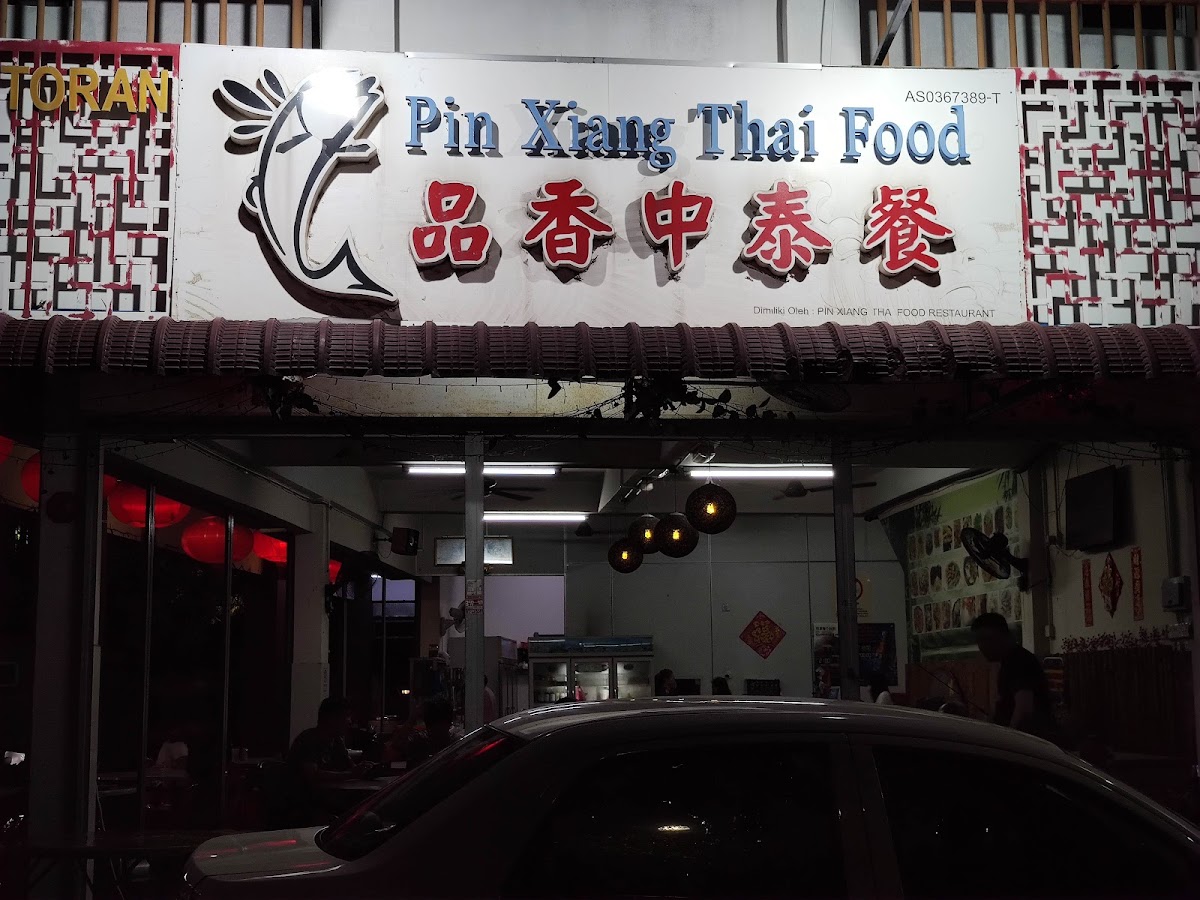 TORAN
AS0367389-T
Pin Xiang Thai Food
品香中泰餐
Dimiliki Oleh : PIN XIANG THA FOOD RESTAURANT